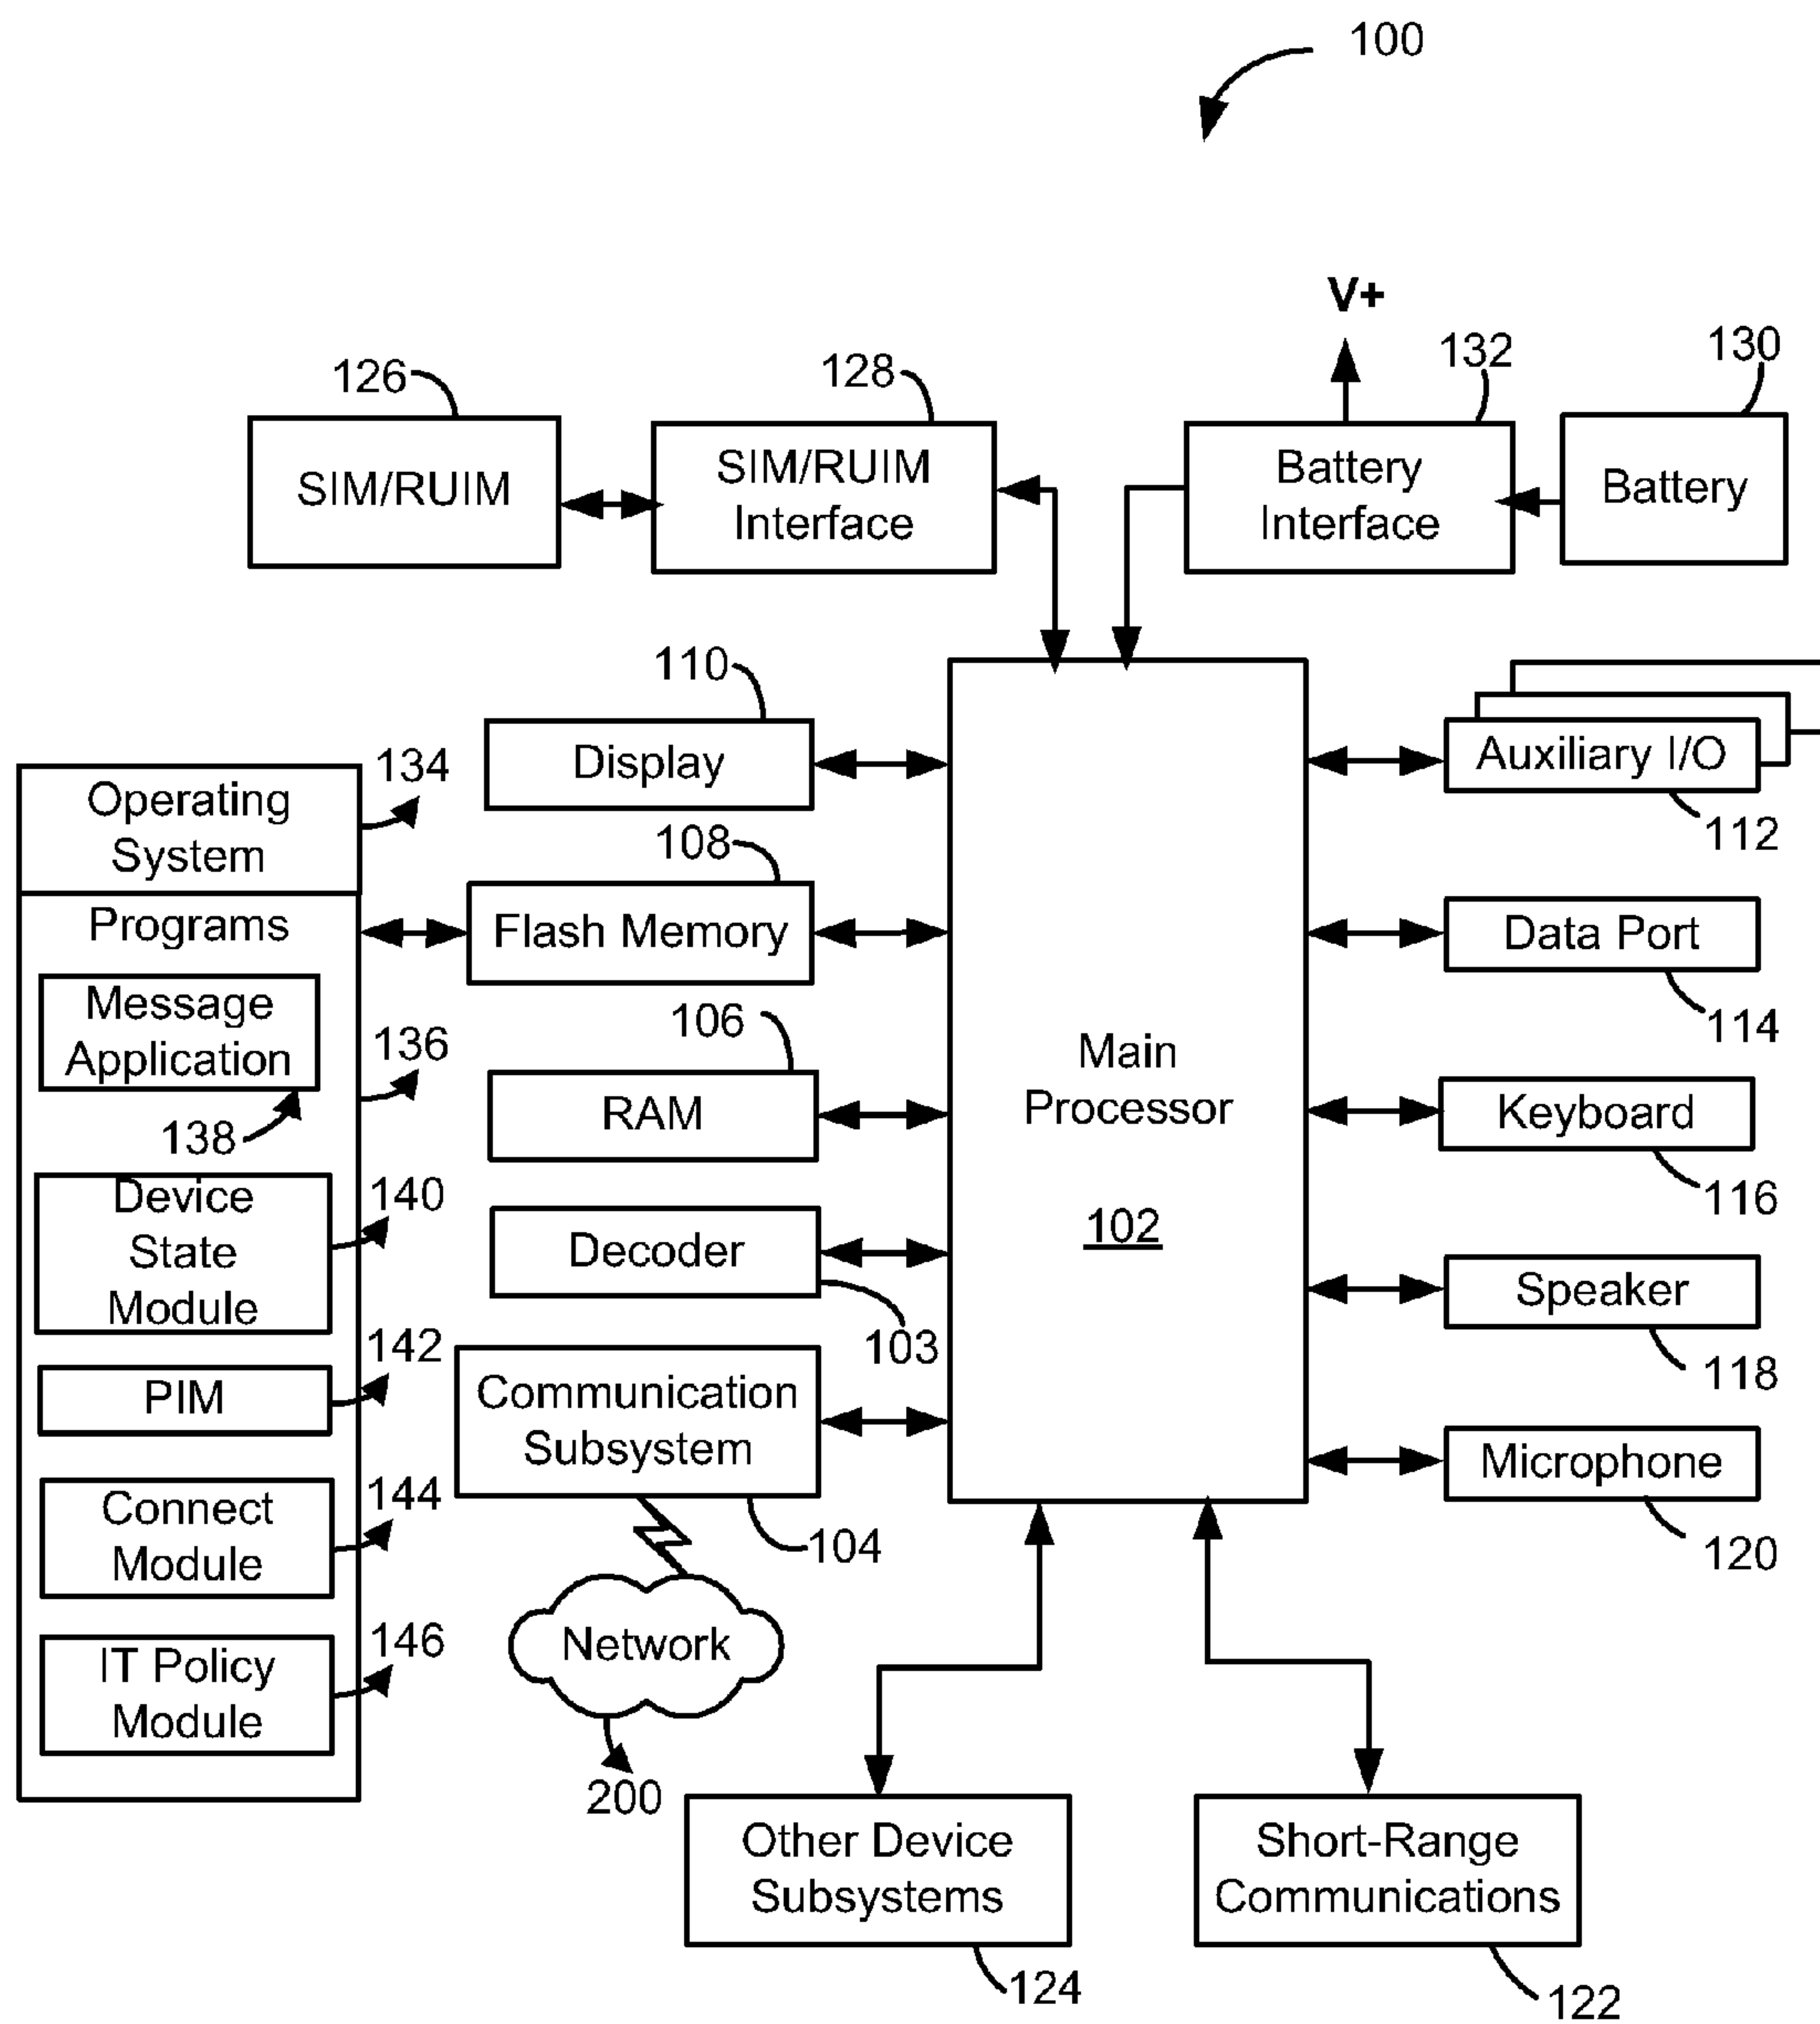 100
V+
126
128
132
130
SIM/RUIM
SIM/RUIM
Interface
Battery
Interface
Battery
110
Display
Auxiliary I/O
112
Operating
System
134
108
Programs
Flash Memory
Data Port
114
Message
Application
136
138
106
RAM
Main
Processor
102
Keyboard
116
Device
State
Module
140
Decoder
103
Speaker
118
PIM
142
Communication
Subsystem
104
Microphone
120
Connect
Module
144
Network
200
IT Policy
Module
146
Other Device
Subsystems
124
Short-Range
Communications
122